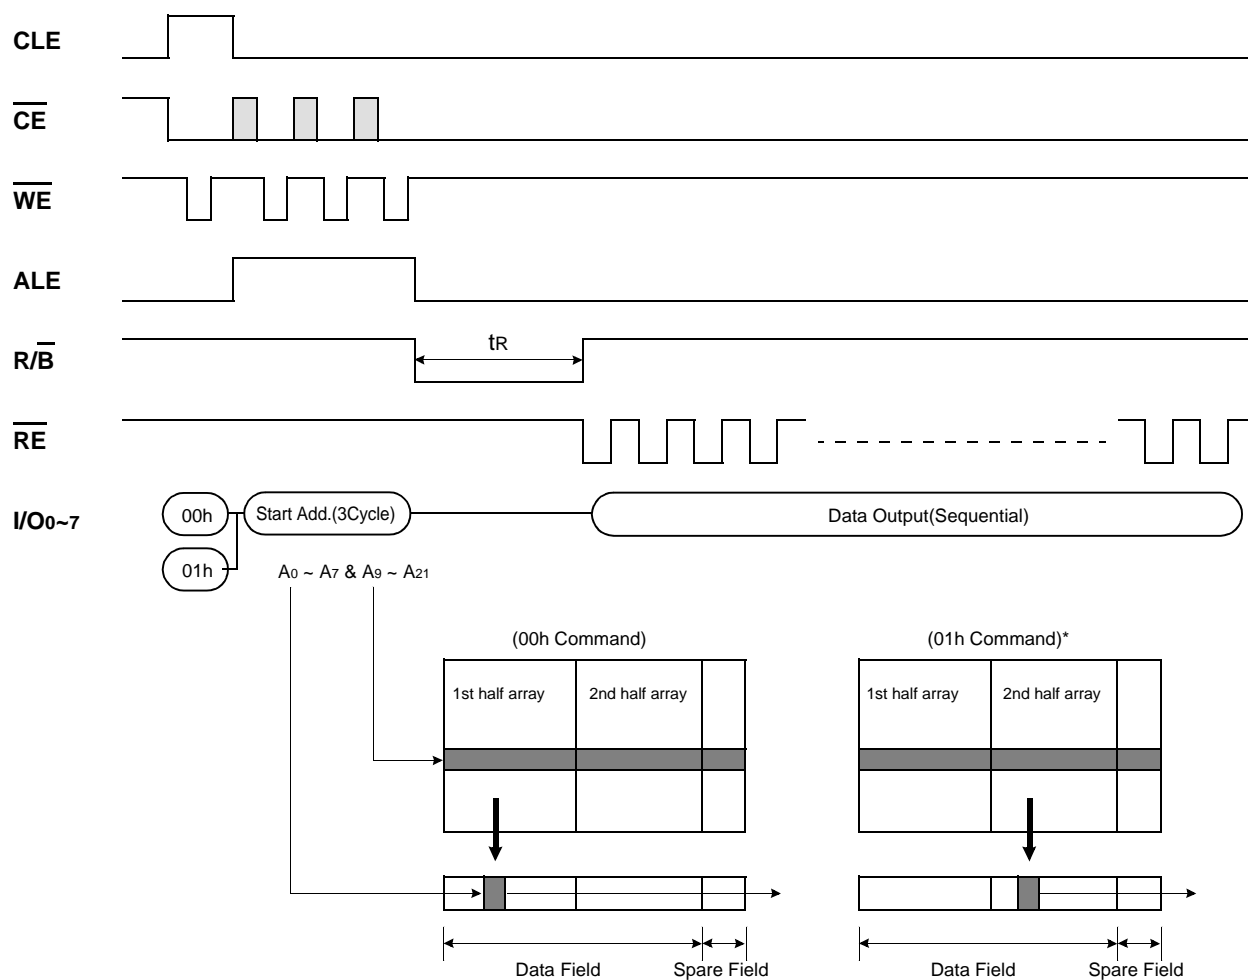 CLE
CE
WE
ALE
R/B
tR
RE
I/O0~7
00h
Start Add.(3Cycle)
Data Output(Sequential)
01h
A0 ~ A7 & A9 ~ A21
(00h Command)
(01h Command)*
1st half array
2nd half array
1st half array
2nd half array
Data Field
Spare Field
Data Field
Spare Field